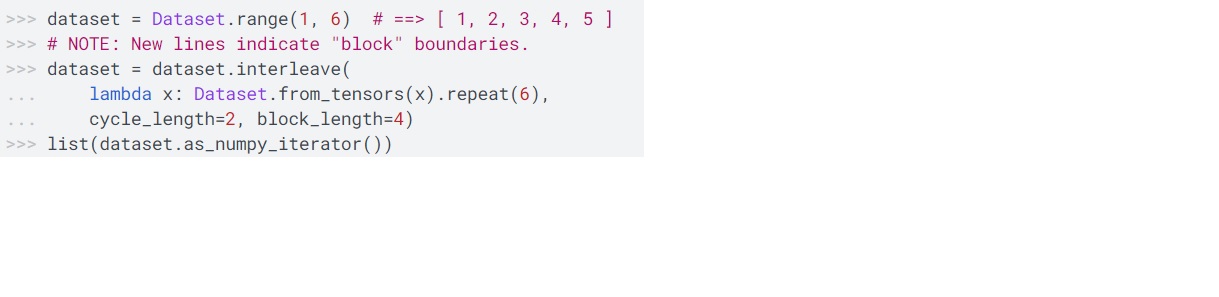 >>> dataset = Dataset.range(1, 6)  # ==> [ 1, 2, 3, 4, 5 ]
>>> # NOTE: New lines indicate "block" boundaries.
>>> dataset = dataset.interleave(
...     lambda x: Dataset.from_tensors(x).repeat(6),
...     cycle_length=2, block_length=4)
>>> list(dataset.as_numpy_iterator())